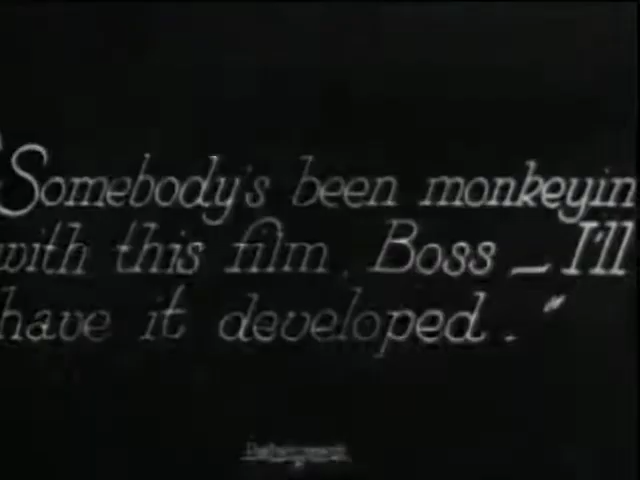 "Somebody's been monkeyin
with this film, Boss — I'll
have it developed."